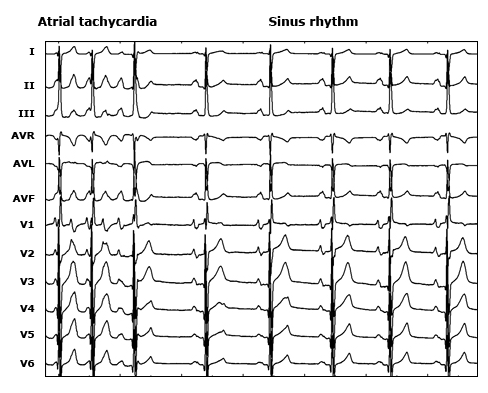 Atrial tachycardia Sinus rhythm
I
II
III
AVR
AVL
AVF
V1
V2
V3
V4
V5
V6